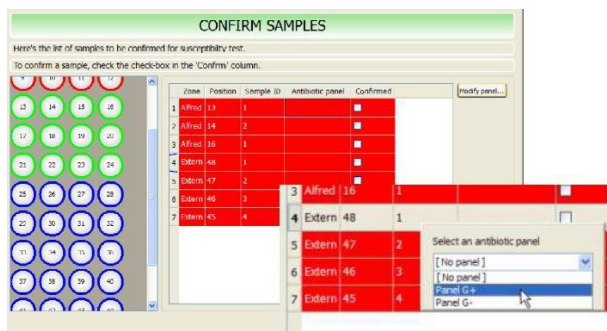 CONFIRM SAMPLES
Here's the list of samples to be confirmed for susceptibility test.
To confirm a sample, check the check-box in the 'Confirm' column.
9 10 11 12
13 14 15 16
17 18 19 20
21 22 23 24
25 26 27 28
29 30 31 32
33 34 35 36
37 38 39 40
Zone Position Sample ID Antibiotic panel Confirmed
1 Alfred 13 1
2 Alfred 14 2
3 Alfred 16 1
4 Extern 48 1
5 Extern 47 2
6 Extern 46 3
7 Extern 45 4
Modify panel...
3 Alfred 16 1
4 Extern 48 1
5 Extern 47 2
6 Extern 46 3
7 Extern 45 4
Select an antibiotic panel
[ No panel ]
[ No panel ]
Panel G+
Panel G-